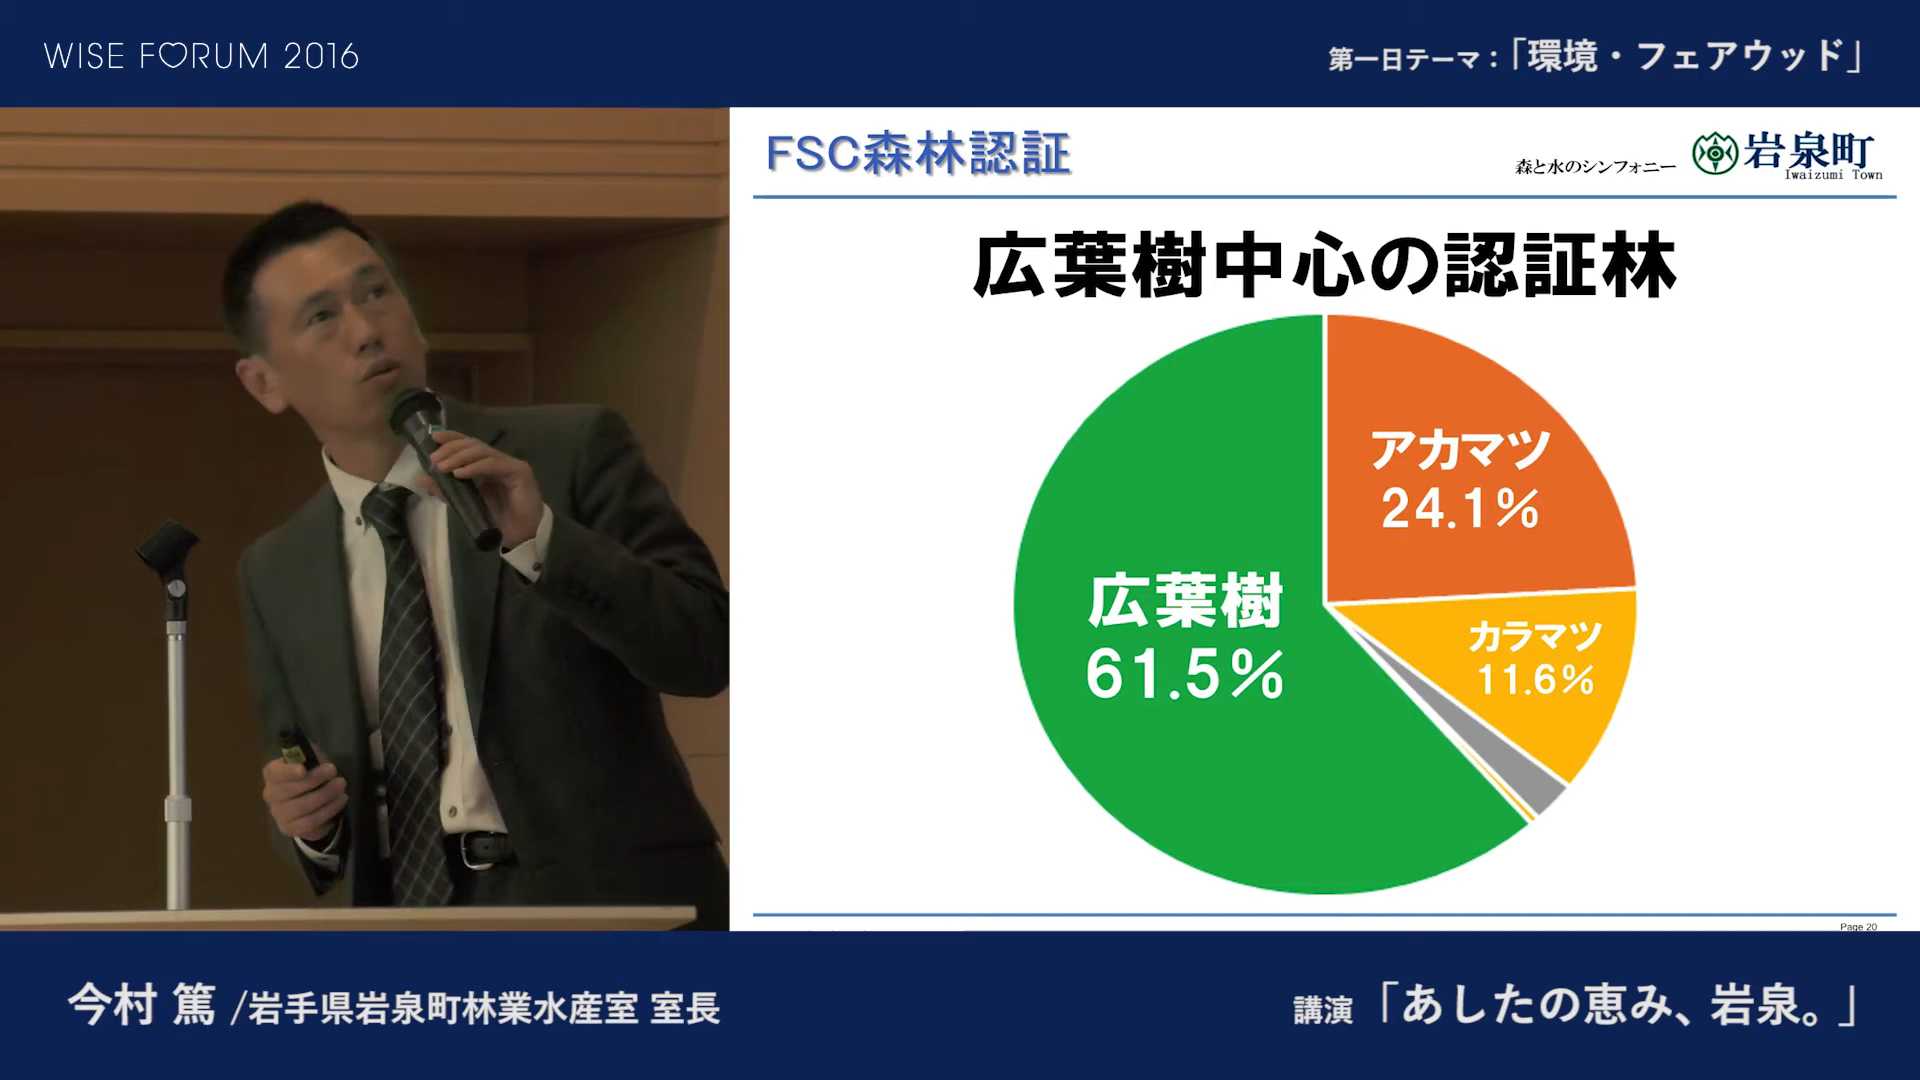 WISE FORUM 2016
第一日テーマ：「環境・フェアウッド」
FSC森林認証
森と水のシンフォニー
岩泉町
Iwaizumi Town
広葉樹中心の認証林
アカマツ
24.1%
カラマツ
11.6%
広葉樹
61.5%
Page 20
今村 篤 /岩手県岩泉町林業水産室 室長
講演 「あしたの恵み、岩泉。」